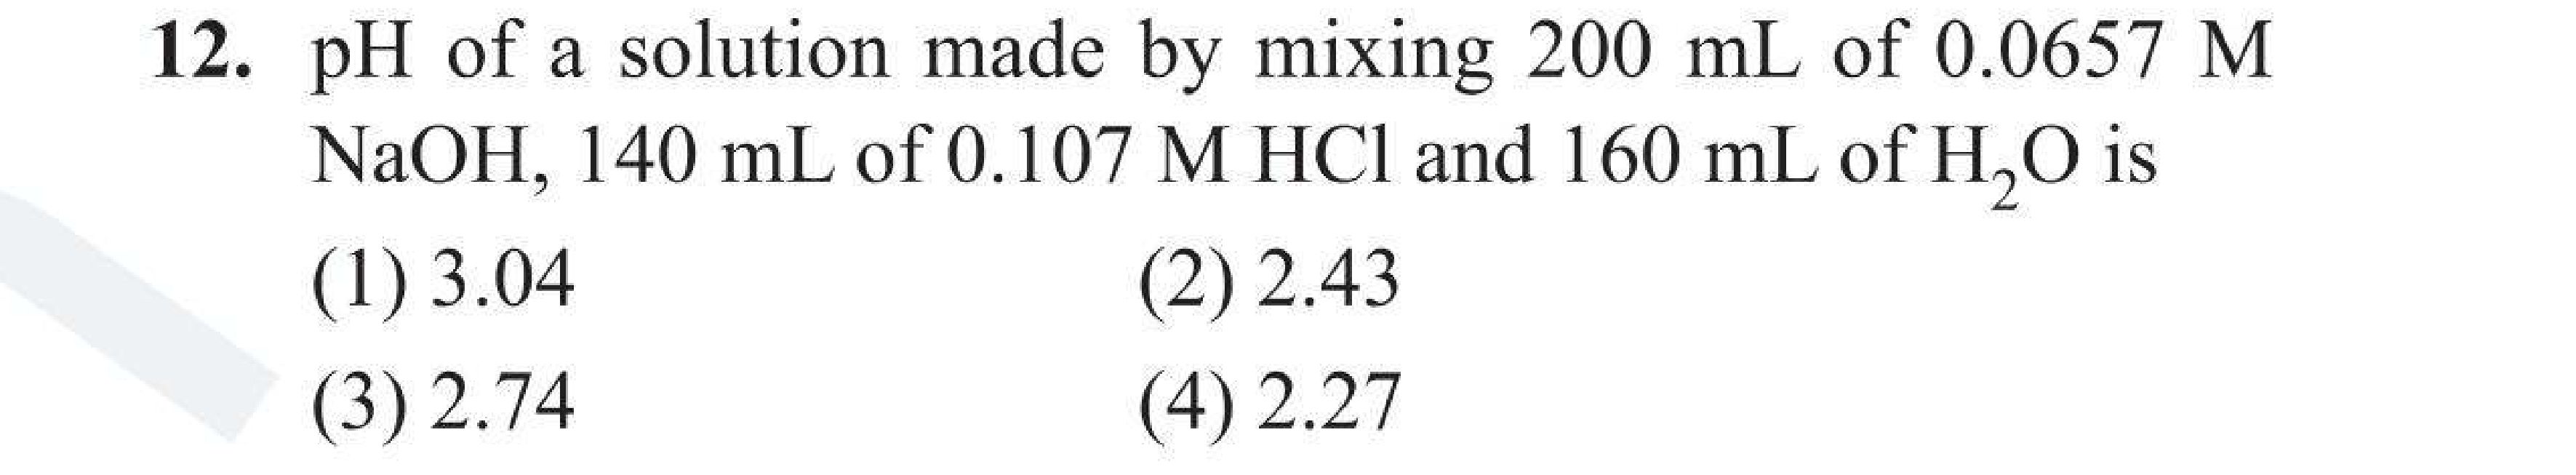 12. pH of a solution made by mixing 200 mL of 0.0657 M
NaOH, 140 mL of 0.107 M HCl and 160 mL of H₂O is
(1) 3.04 (2) 2.43
(3) 2.74 (4) 2.27